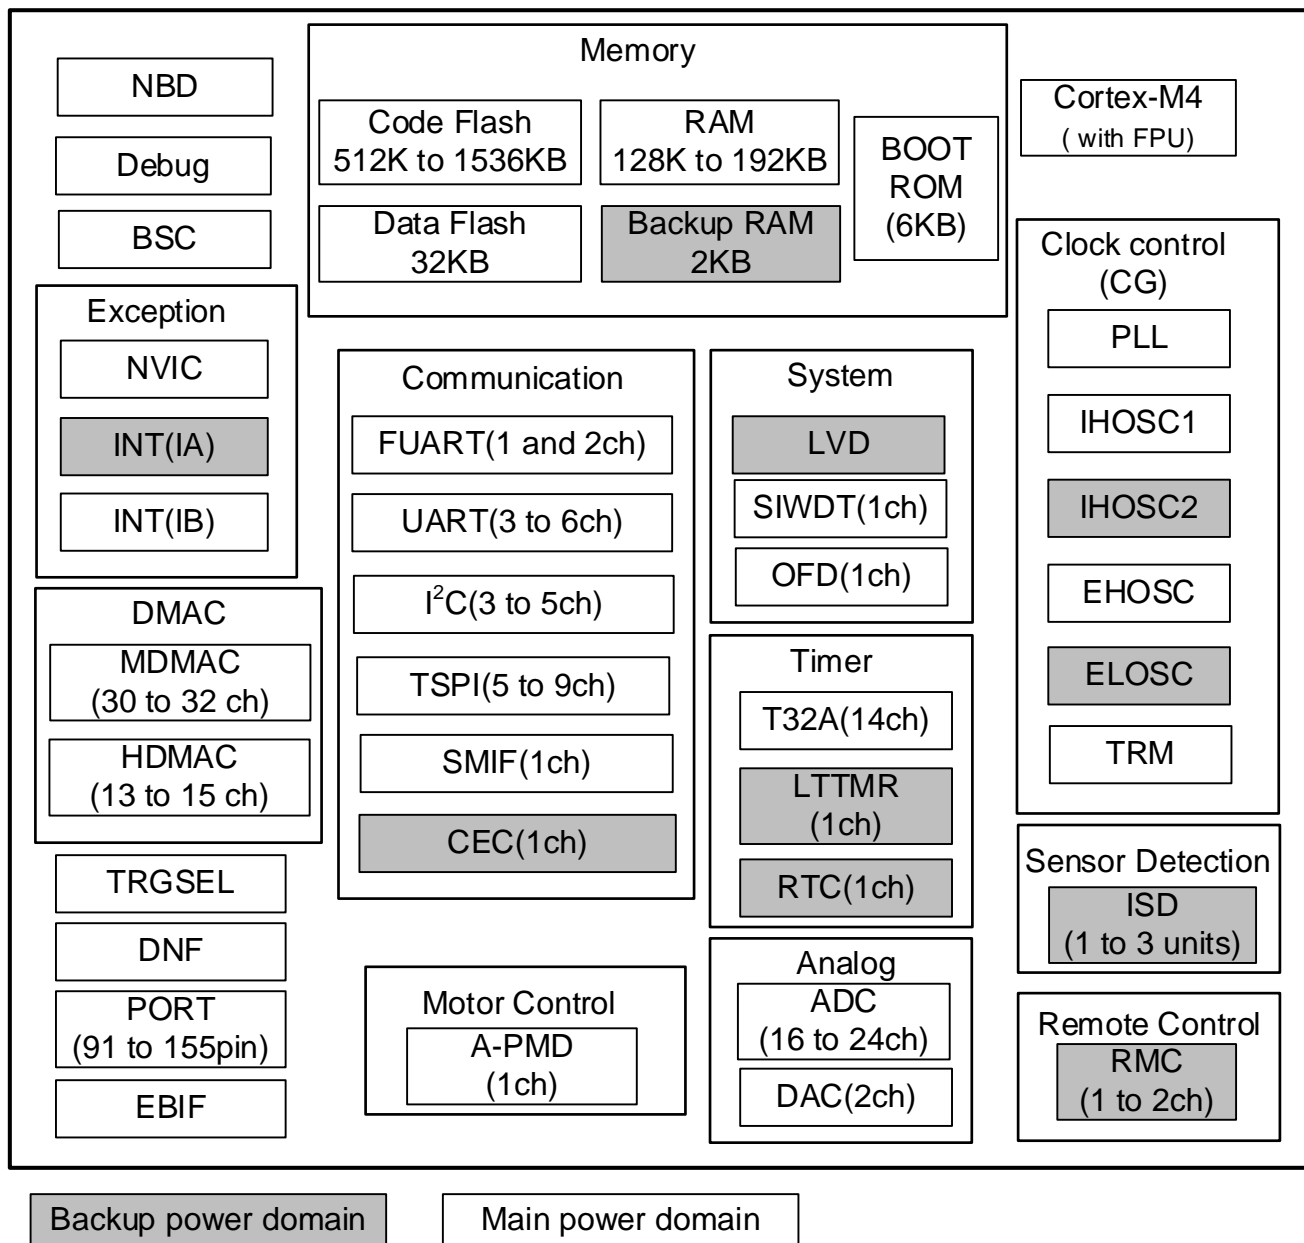 NBD
Debug
BSC
Memory
Code Flash
512K to 1536KB
RAM
128K to 192KB
BOOT
ROM
(6KB)
Data Flash
32KB
Backup RAM
2KB
Cortex-M4
( with FPU)
Exception
NVIC
INT(IA)
INT(IB)
Communication
FUART(1 and 2ch)
UART(3 to 6ch)
I²C(3 to 5ch)
TSPI(5 to 9ch)
SMIF(1ch)
CEC(1ch)
System
LVD
SIWDT(1ch)
OFD(1ch)
Clock control
(CG)
PLL
IHOSC1
IHOSC2
EHOSC
ELOSC
TRM
DMAC
MDMAC
(30 to 32 ch)
HDMAC
(13 to 15 ch)
Timer
T32A(14ch)
LTTMR
(1ch)
RTC(1ch)
Sensor Detection
ISD
(1 to 3 units)
TRGSEL
DNF
PORT
(91 to 155pin)
EBIF
Motor Control
A-PMD
(1ch)
Analog
ADC
(16 to 24ch)
DAC(2ch)
Remote Control
RMC
(1 to 2ch)
Backup power domain
Main power domain